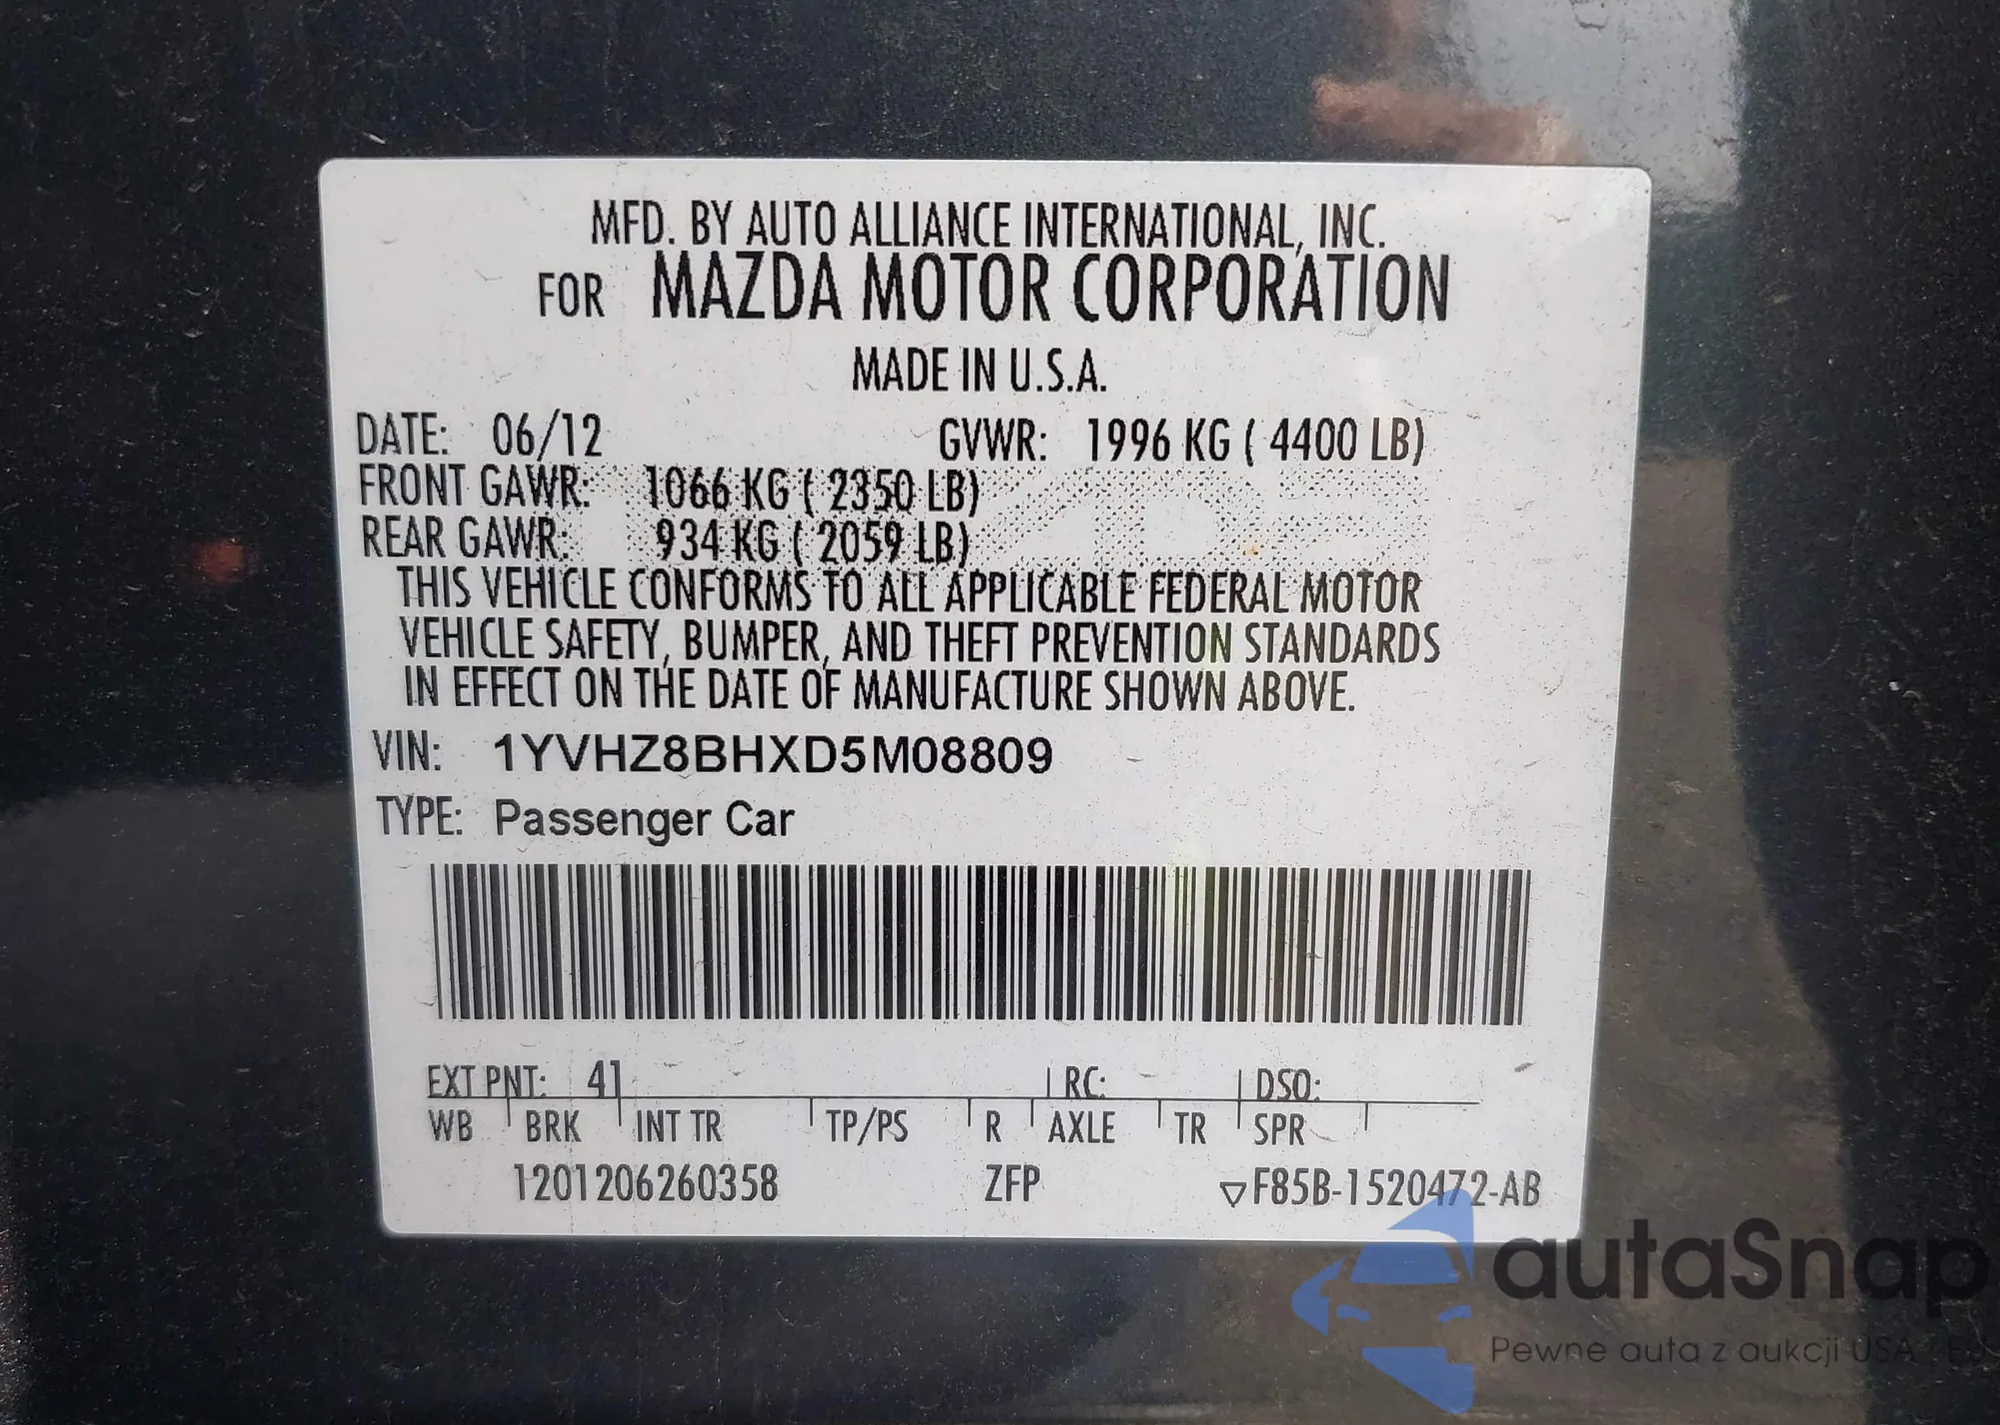 MFD. BY AUTO ALLIANCE INTERNATIONAL, INC.
FOR MAZDA MOTOR CORPORATION
MADE IN U.S.A.
DATE: 06/12 GVWR: 1996 KG ( 4400 LB)
FRONT GAWR: 1066 KG ( 2350 LB)
REAR GAWR: 934 KG ( 2059 LB)
THIS VEHICLE CONFORMS TO ALL APPLICABLE FEDERAL MOTOR
VEHICLE SAFETY, BUMPER, AND THEFT PREVENTION STANDARDS
IN EFFECT ON THE DATE OF MANUFACTURE SHOWN ABOVE.
VIN: 1YVHZ8BHXD5M08809
TYPE: Passenger Car
EXT PNT: 41 RC: DSO:
WB BRK INT TR TP/PS R AXLE TR SPR
1201206260358 ZFP ▽F85B-1520472-AB
autaSnap
Pewne auta z aukcji USA